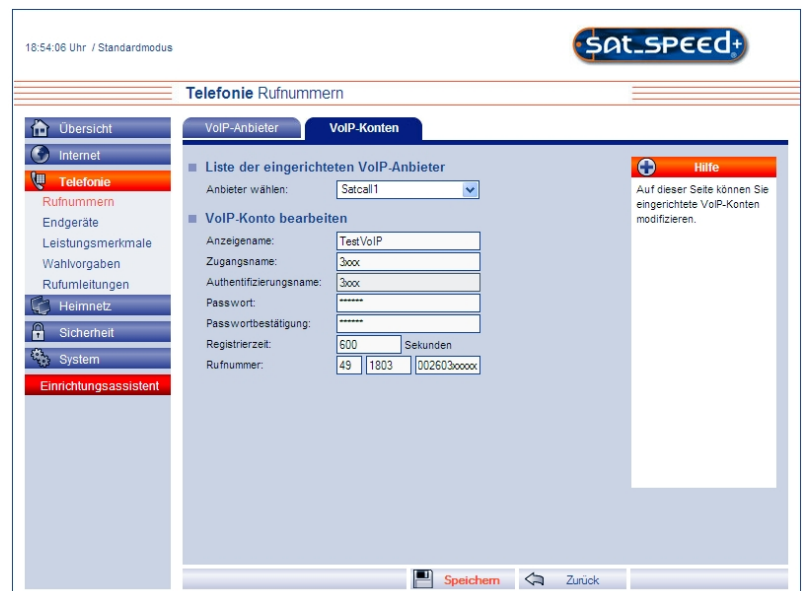 18:54:06 Uhr / Standardmodus
sat_SPEED+
Telefonie Rufnummern
Übersicht
Internet
Telefonie
Rufnummern
Endgeräte
Leistungsmerkmale
Wahlvorgaben
Rufumleitungen
Heimnetz
Sicherheit
System
Einrichtungsassistent
VoIP-Anbieter VoIP-Konten
Liste der eingerichteten VoIP-Anbieter
Anbieter wählen: Satcall1
VoIP-Konto bearbeiten
Anzeigename: TestVoIP
Zugangsname: 3xxx
Authentifizierungsname: 3xxx
Passwort: ******
Passwortbestätigung: ******
Registrierzeit: 600 Sekunden
Rufnummer: 49 1803 002603xxxxx
Hilfe
Auf dieser Seite können Sie
eingerichtete VoIP-Konten
modifizieren.
Speichern Zurück